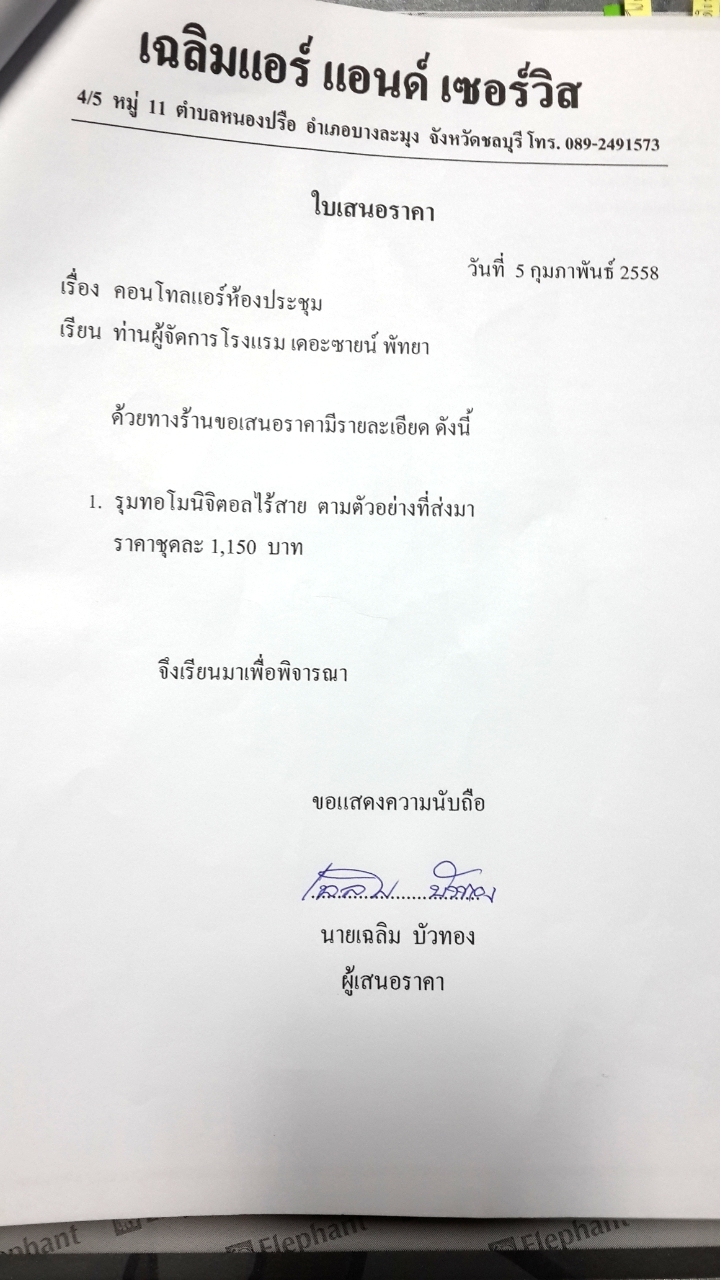 เฉลิมแอร์ แอนด์ เซอร์วิส
4/5 หมู่ 11 ตำบลหนองปรือ อำเภอบางละมุง จังหวัดชลบุรี โทร. 089-2491573
ใบเสนอราคา
วันที่ 5 กุมภาพันธ์ 2558
เรื่อง คอนโทลแอร์ห้องประชุม
เรียน ท่านผู้จัดการโรงแรม เดอะซายน์ พัทยา
ด้วยทางร้านขอเสนอราคามีรายละเอียด ดังนี้
1. รุมทอโมนิจิตอลไร้สาย ตามตัวอย่างที่ส่งมา
ราคาชุดละ 1,150 บาท
จึงเรียนมาเพื่อพิจารณา
ขอแสดงความนับถือ
เฉลิม บัวทอง
นายเฉลิม บัวทอง
ผู้เสนอราคา
Elephant
Elephant